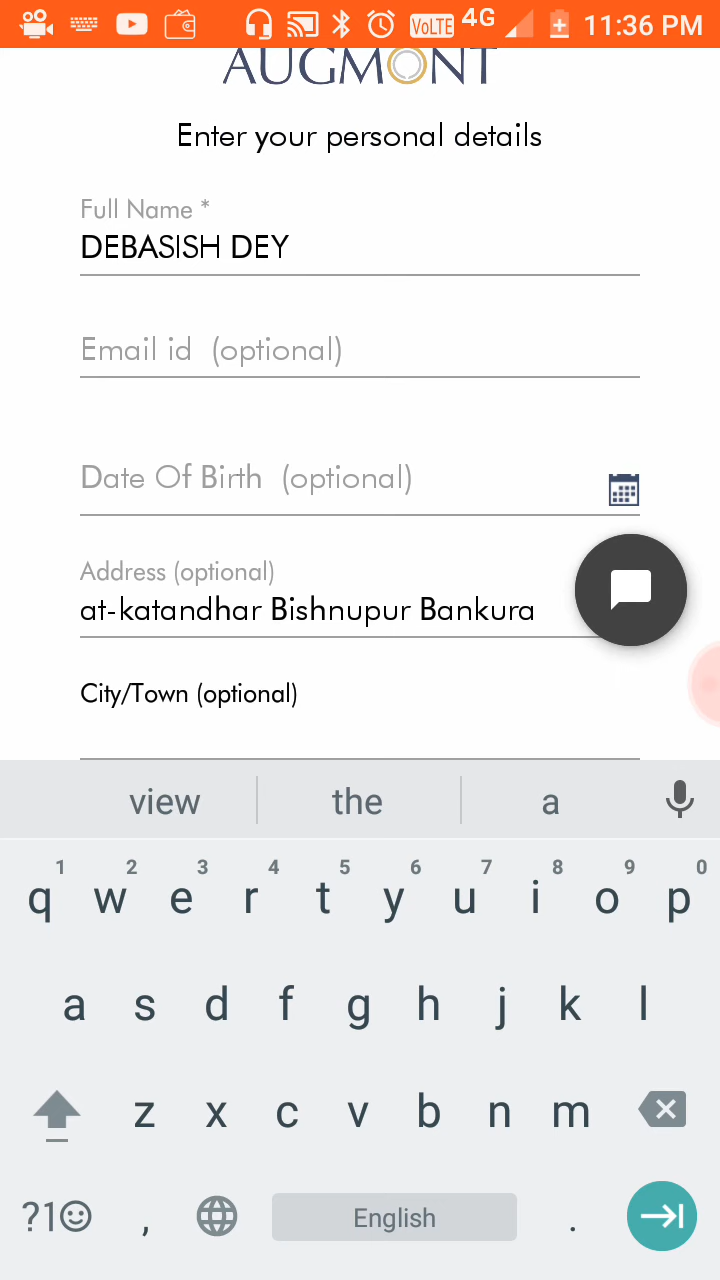 VoLTE 4G 11:36 PM
AUGMONT
Enter your personal details
Full Name *
DEBASISH DEY
Email id (optional)
Date Of Birth (optional)
Address (optional)
at-katandhar Bishnupur Bankura
City/Town (optional)
view the a
1 2 3 4 5 6 7 8 9 0
q w e r t y u i o p
a s d f g h j k l
z x c v b n m
?1 , English .